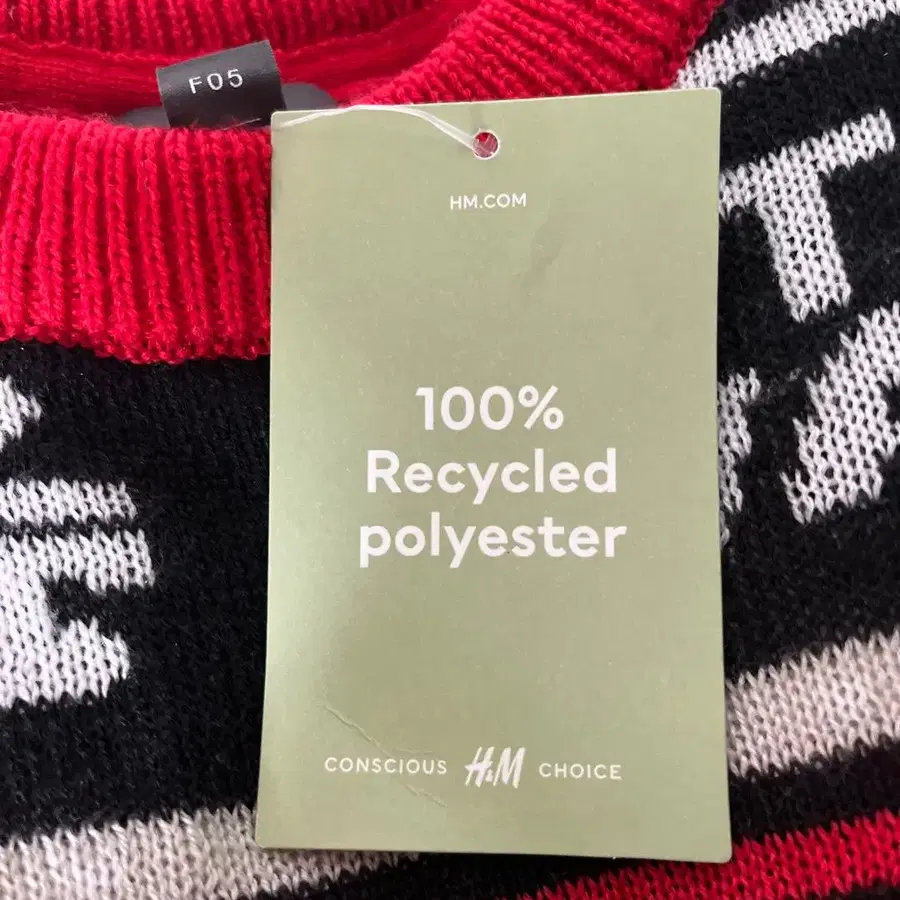 F05
HM.COM
100%
Recycled
polyester
CONSCIOUS H&M CHOICE
T